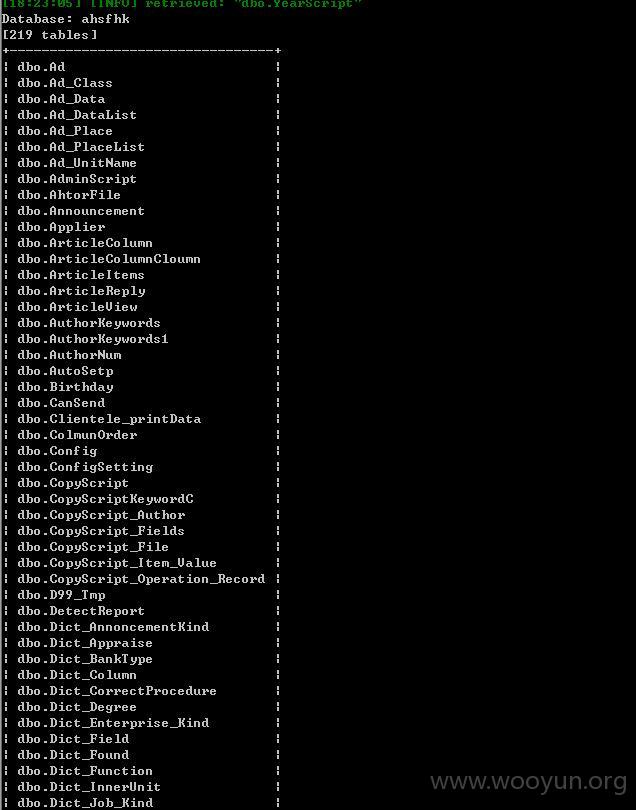 [18:23:05] [INFO] retrieved: "dbo.YearScript"
Database: ahsfhk
[219 tables]
+---------------------------------+
| dbo.Ad |
| dbo.Ad_Class |
| dbo.Ad_Data |
| dbo.Ad_DataList |
| dbo.Ad_Place |
| dbo.Ad_PlaceList |
| dbo.Ad_UnitName |
| dbo.AdminScript |
| dbo.AhtorFile |
| dbo.Announcement |
| dbo.Applier |
| dbo.ArticleColumn |
| dbo.ArticleColumnCloumn |
| dbo.ArticleItems |
| dbo.ArticleReply |
| dbo.ArticleView |
| dbo.AuthorKeywords |
| dbo.AuthorKeywords1 |
| dbo.AuthorNum |
| dbo.AutoSetp |
| dbo.Birthday |
| dbo.CanSend |
| dbo.Clientele_printData |
| dbo.ColmunOrder |
| dbo.Config |
| dbo.ConfigSetting |
| dbo.CopyScript |
| dbo.CopyScriptKeywordC |
| dbo.CopyScript_Author |
| dbo.CopyScript_Fields |
| dbo.CopyScript_File |
| dbo.CopyScript_Item_Value |
| dbo.CopyScript_Operation_Record |
| dbo.D99_Tmp |
| dbo.DetectReport |
| dbo.Dict_AnnoncementKind |
| dbo.Dict_Appraise |
| dbo.Dict_BankType |
| dbo.Dict_Column |
| dbo.Dict_CorrectProcedure |
| dbo.Dict_Degree |
| dbo.Dict_Enterprise_Kind |
| dbo.Dict_Field |
| dbo.Dict_Found |
| dbo.Dict_Function |
| dbo.Dict_InnerUnit |
| dbo.Dict_Job_Kind |
www.wooyun.org